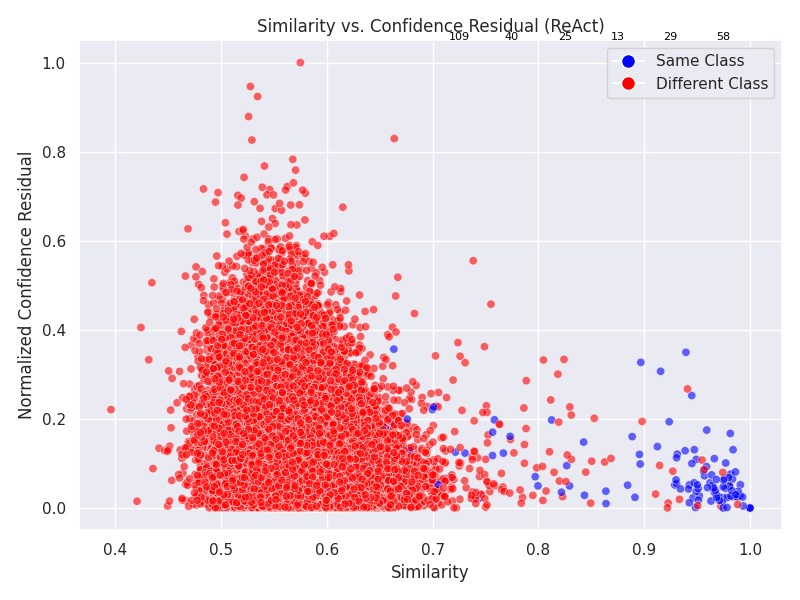 Similarity vs. Confidence Residual (ReAct)
109 40 25 13 29 58
Same Class
Different Class
1.0
0.8
0.6
0.4
0.2
0.0
Normalized Confidence Residual
0.4 0.5 0.6 0.7 0.8 0.9 1.0
Similarity